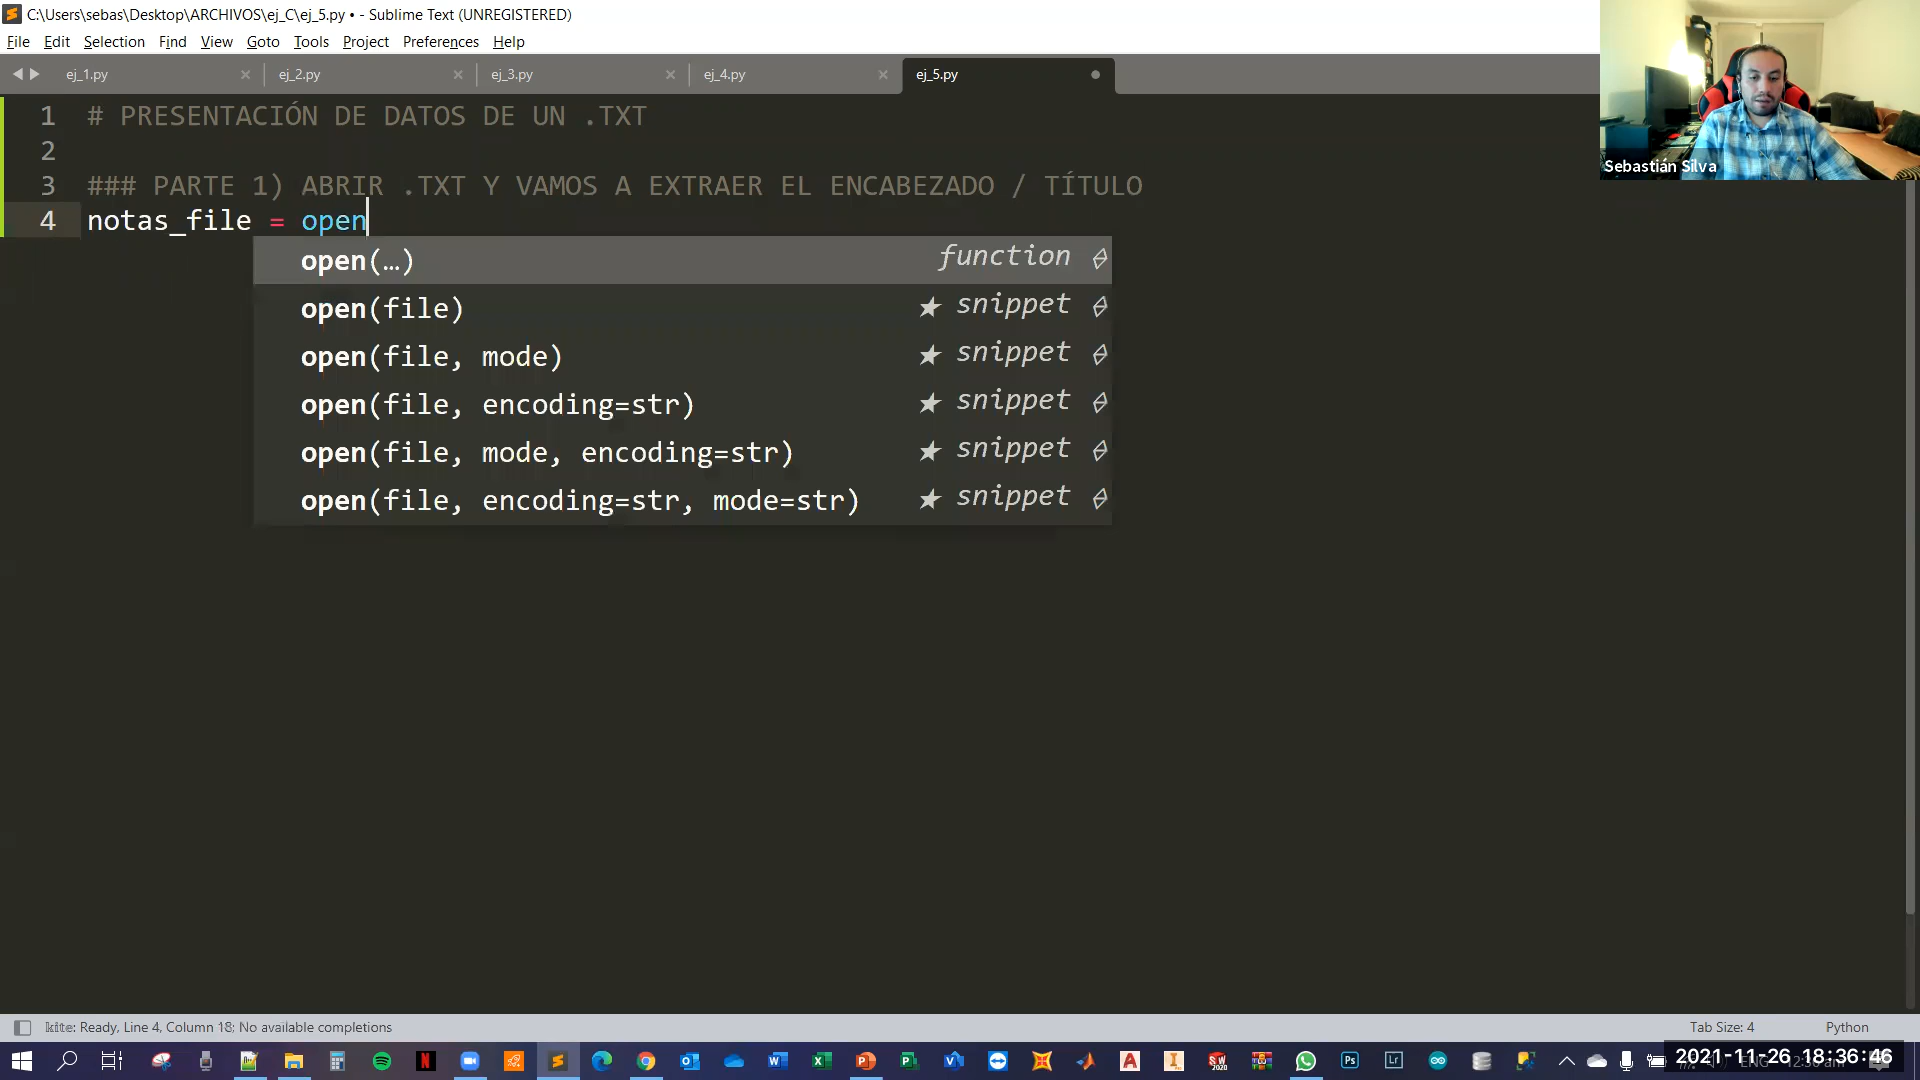 C:\Users\sebas\Desktop\ARCHIVOS\ej_C\ej_5.py • - Sublime Text (UNREGISTERED)
File Edit Selection Find View Goto Tools Project Preferences Help
ej_1.py ej_2.py ej_3.py ej_4.py ej_5.py
1 # PRESENTACIÓN DE DATOS DE UN .TXT
2
3 ### PARTE 1) ABRIR .TXT Y VAMOS A EXTRAER EL ENCABEZADO / TÍTULO
4 notas_file = open
open(…) function
open(file) ★ snippet
open(file, mode) ★ snippet
open(file, encoding=str) ★ snippet
open(file, mode, encoding=str) ★ snippet
open(file, encoding=str, mode=str) ★ snippet
Sebastián Silva
kite: Ready, Line 4, Column 18; No available completions
Tab Size: 4 Python
2021-11-26 18:36:46